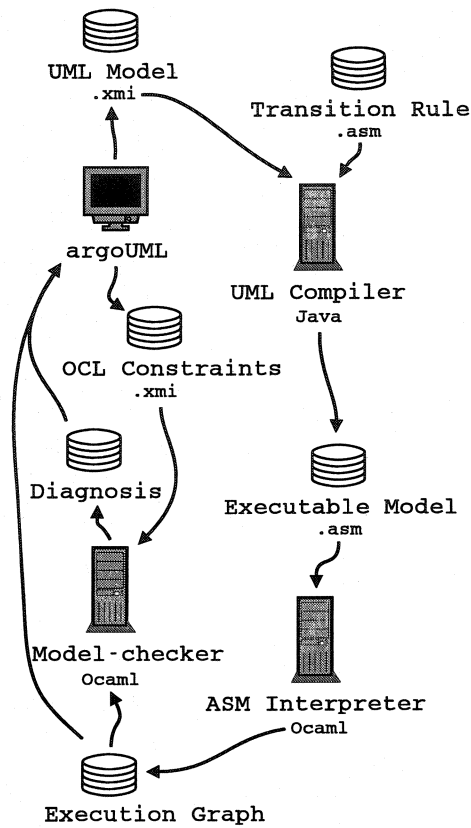 UML Model
.xmi
Transition Rule
.asm
argoUML
UML Compiler
Java
OCL Constraints
.xmi
Diagnosis
Executable Model
.asm
Model-checker
Ocaml
ASM Interpreter
Ocaml
Execution Graph